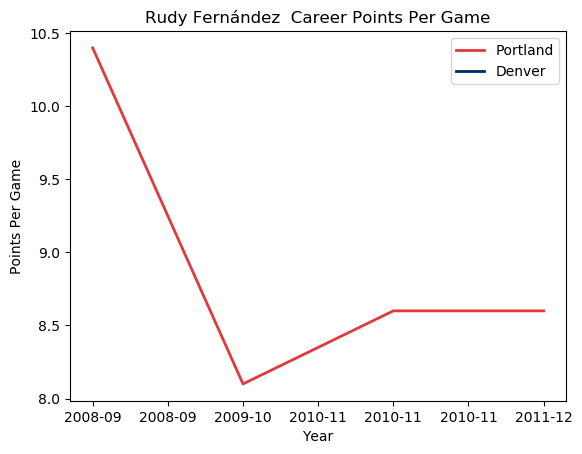 Rudy Fernández  Career Points Per Game
Portland
Denver
10.5
10.0
9.5
9.0
8.5
8.0
Points Per Game
2008-09 2008-09 2009-10 2010-11 2010-11 2010-11 2011-12
Year